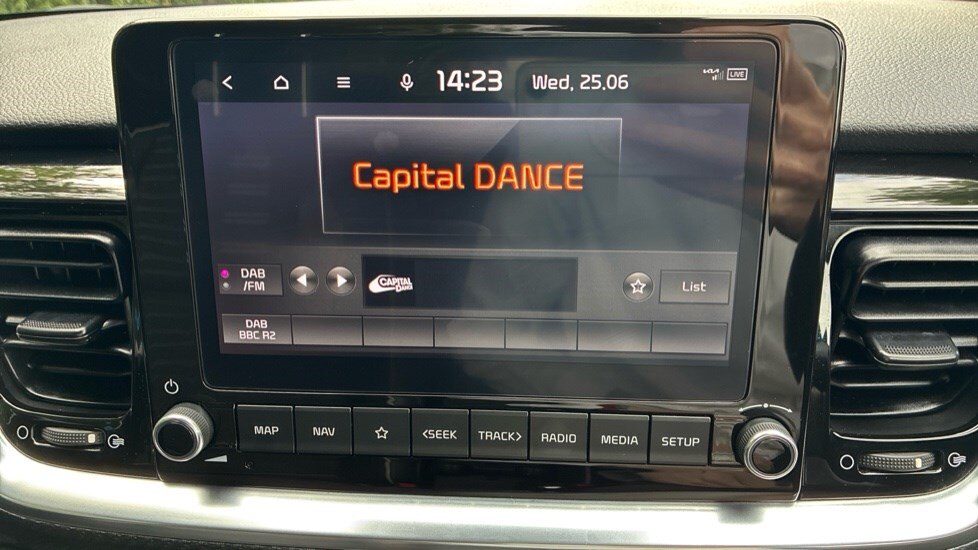 14:23 Wed, 25.06 KIA LIVE
Capital DANCE
DAB
/FM
CAPITAL
DANCE
List
DAB
BBC R2
MAP NAV <SEEK TRACK> RADIO MEDIA SETUP